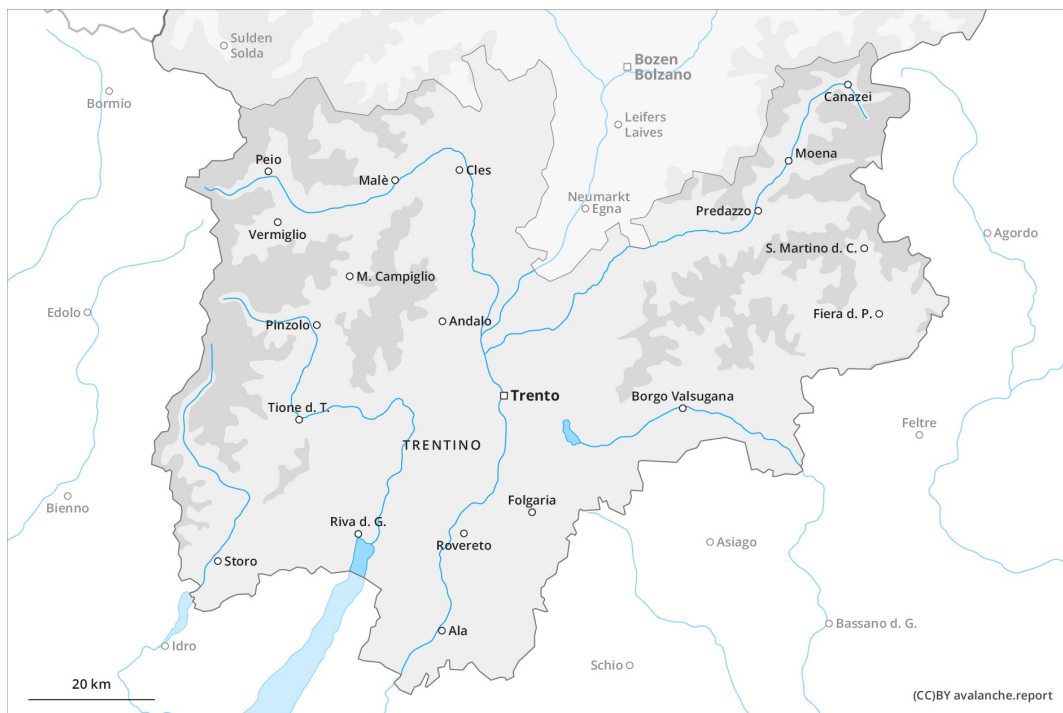 Sulden
Solda
Bozen
Bolzano
Bormio
Canazei
Leifers
Laives
Peio
Malè
Cles
Moena
Neumarkt
Egna
Predazzo
Vermiglio
S. Martino d. C.
Agordo
M. Campiglio
Edolo
Pinzolo
Andalo
Fiera d. P.
Trento
Borgo Valsugana
Tione d. T.
TRENTINO
Feltre
Bienno
Folgaria
Riva d. G.
Rovereto
Asiago
Storo
Ala
Bassano d. G.
Idro
Schio
20 km
(CC)BY avalanche.report